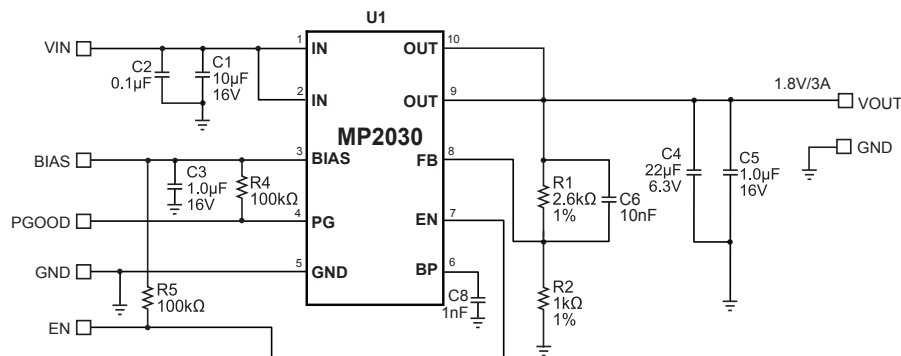 U1
VIN
1
IN
OUT
10
C2
0.1µF
C1
10µF
16V
2
IN
OUT
9
1.8V/3A
VOUT
MP2030
BIAS
3
BIAS
FB
8
GND
C3
1.0µF
16V
R4
100kΩ
R1
2.6kΩ
1%
C6
10nF
C4
22µF
6.3V
C5
1.0µF
16V
PGOOD
4
PG
EN
7
GND
5
GND
BP
6
R5
100kΩ
C8
1nF
R2
1kΩ
1%
EN